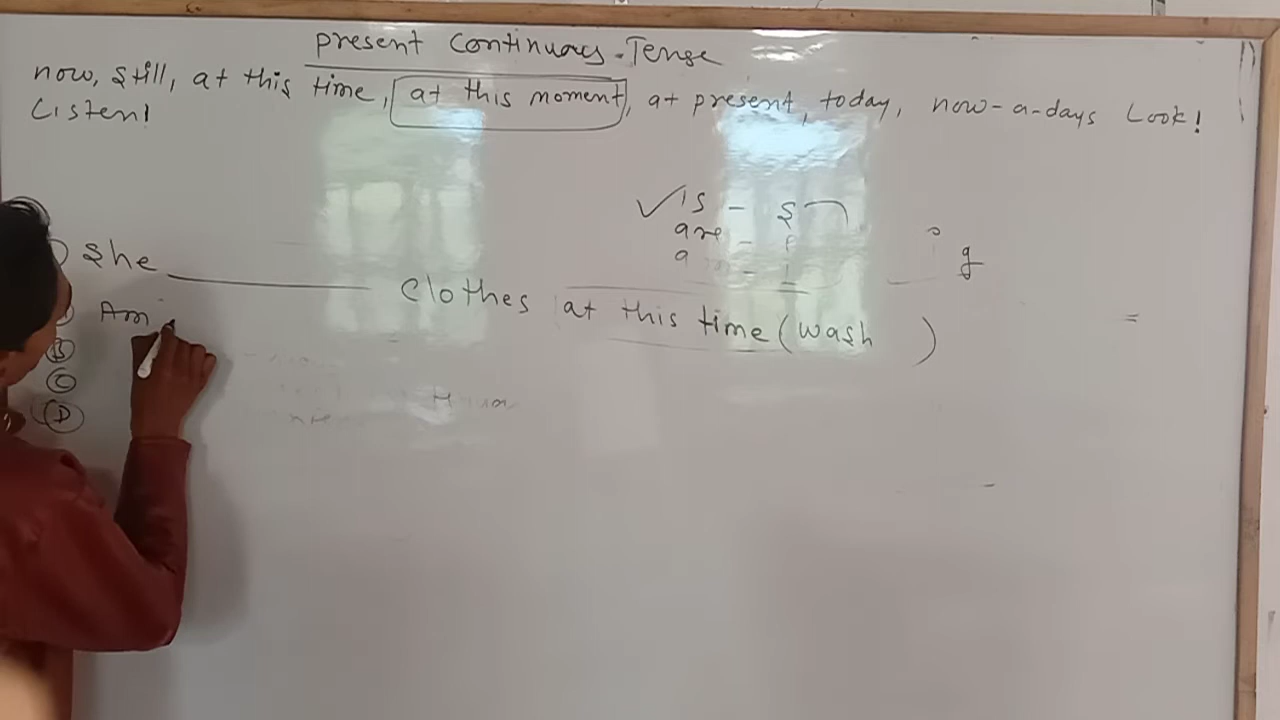 present Continuous Tense
now, still, at this time, at this moment, at present, today, now-a-days Look!
Listen!
is - s
are -
She ________ Clothes at this time (wash )
Am
B
C
D